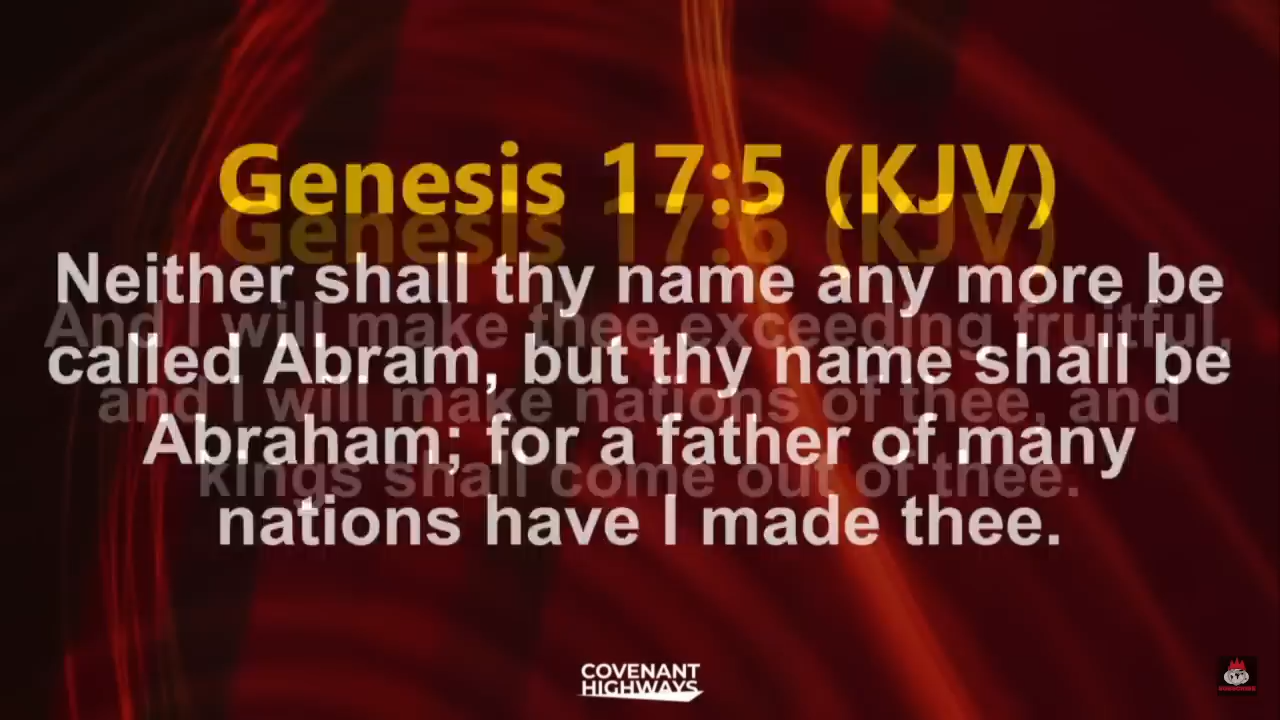 Genesis 17:5 (KJV)
Genesis 17:6 (KJV)
Neither shall thy name any more be
And I will make thee exceeding fruitful,
called Abram, but thy name shall be
and I will make nations of thee, and
Abraham; for a father of many
kings shall come out of thee.
nations have I made thee.
COVENANT
HIGHWAYS
SUBSCRIBE